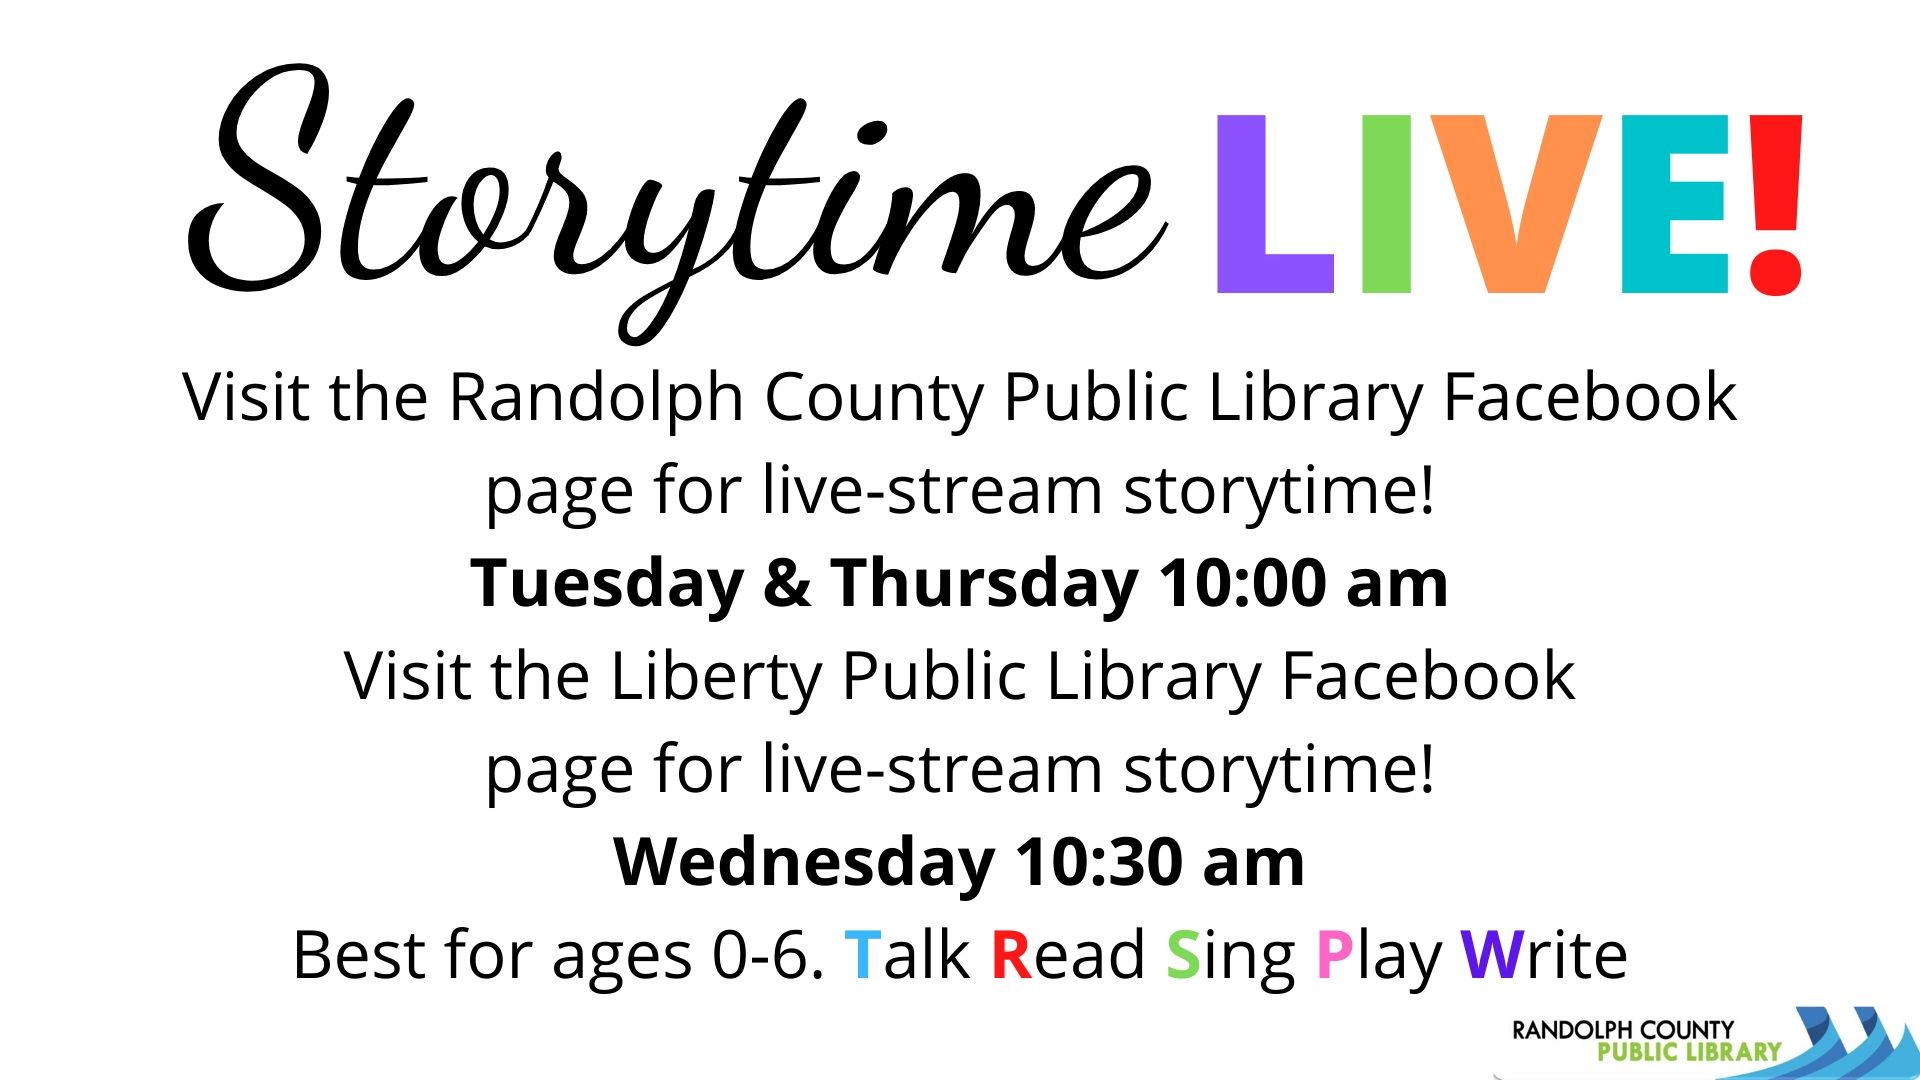 Storytime LIVE!
Visit the Randolph County Public Library Facebook
page for live-stream storytime!
Tuesday & Thursday 10:00 am
Visit the Liberty Public Library Facebook
page for live-stream storytime!
Wednesday 10:30 am
Best for ages 0-6. Talk Read Sing Play Write
RANDOLPH COUNTY
PUBLIC LIBRARY